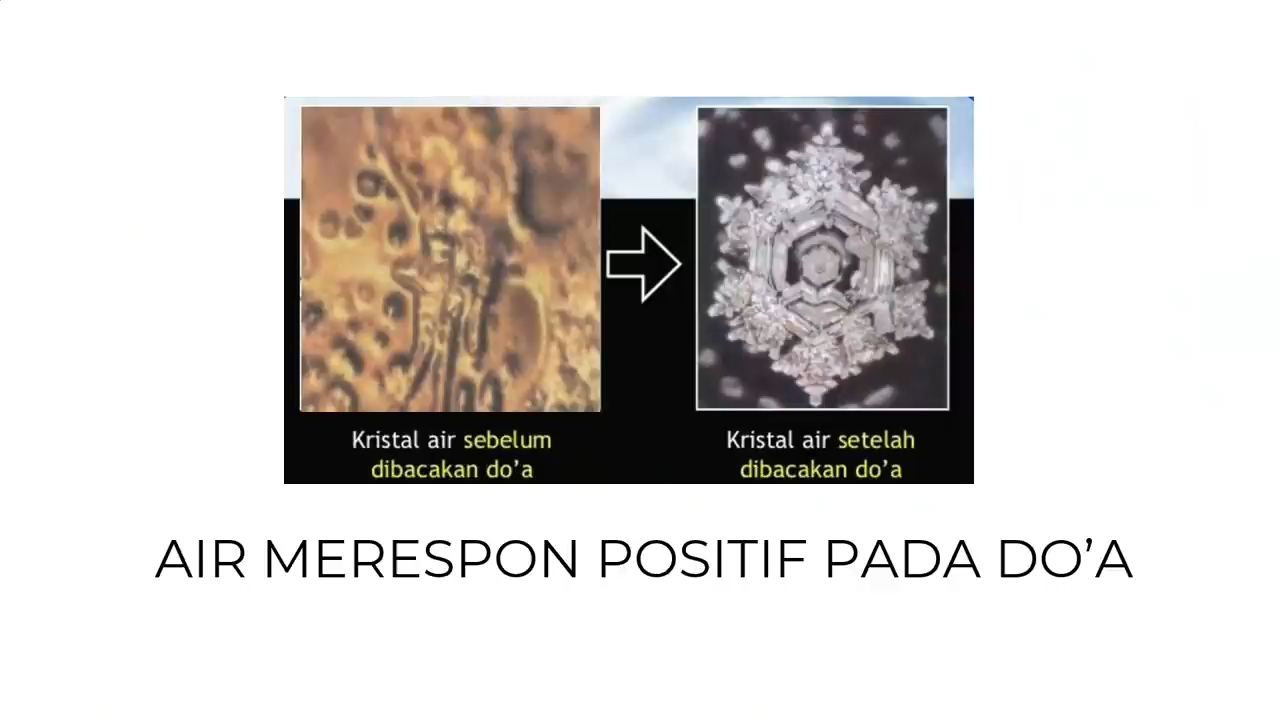 Kristal air sebelum
dibacakan do'a
Kristal air setelah
dibacakan do'a
AIR MERESPON POSITIF PADA DO'A